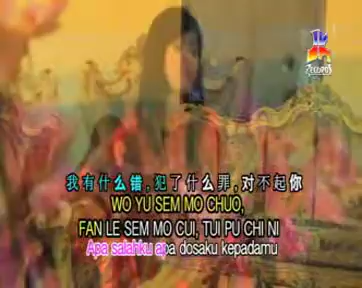 我有什么错,犯了什么罪,对不起你
WO YU SEM MO CHUO,
FAN LE SEM MO CUI, TUI PU CHI NI
Apa salahku apa dosaku kepadamu